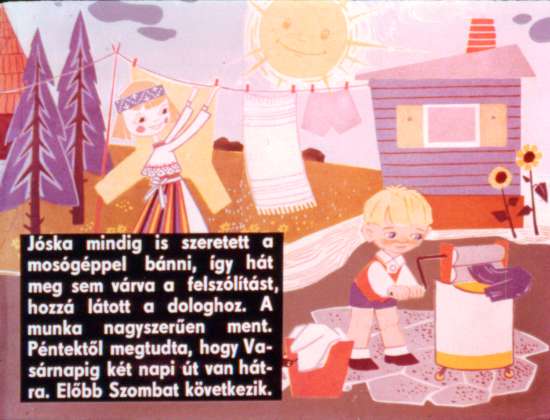 Jóska mindig is szeretett a
mosógéppel bánni, így hát
meg sem várva a felszólítást,
hozzá látott a dologhoz. A
munka nagyszerűen ment.
Péntektől megtudta, hogy Va-
sárnapig két napi út van hát-
ra. Előbb Szombat következik.